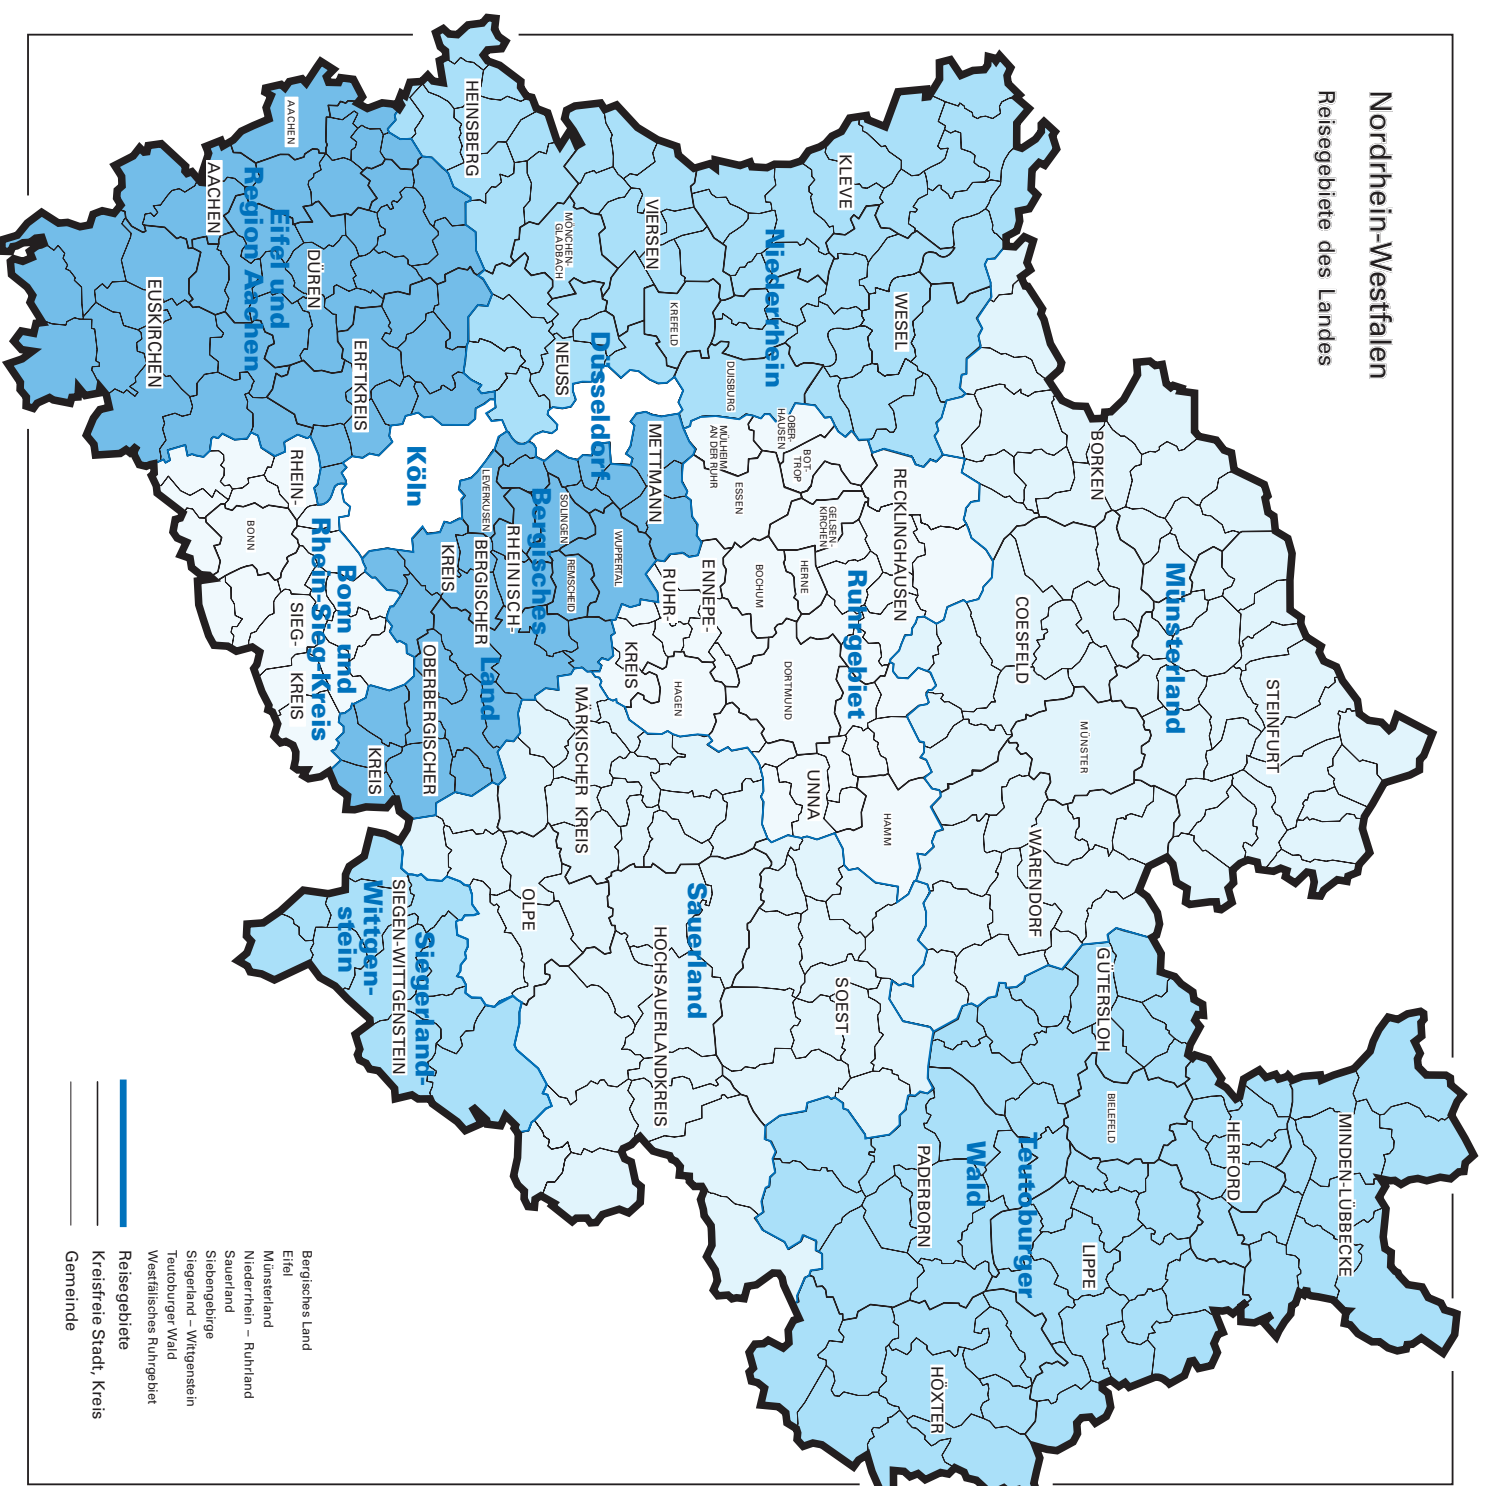 Nordrhein-Westfalen
Reisegebiete des Landes
STEINFURT
Münsterland
BORKEN
MÜNSTER
COESFELD
WARENDORF
MINDEN-LÜBBECKE
HERFORD
GÜTERSLOH
BIELEFELD
LIPPE
Teutoburger
Wald
PADERBORN
HÖXTER
KLEVE
WESEL
Niederrhein
DUISBURG
KREFELD
VIERSEN
MÖNCHEN-
GLADBACH
NEUSS
HEINSBERG
RECKLINGHAUSEN
Ruhrgebiet
OBER-
HAUSEN
BOT-
TROP
GELSEN-
KIRCHEN
HERNE
MÜLHEIM
AN DER RUHR
ESSEN
BOCHUM
DORTMUND
HAMM
UNNA
ENNEPE-
RUHR-
KREIS
HAGEN
Düsseldorf
METTMANN
WUPPERTAL
SOLINGEN
REMSCHEID
Bergisches
Land
LEVERKUSEN
RHEINISCH-
BERGISCHER
KREIS
OBERBERGISCHER
KREIS
Köln
SOEST
Sauerland
HOCHSAUERLANDKREIS
MÄRKISCHER KREIS
OLPE
Siegerland-
Wittgen-
stein
SIEGEN-WITTGENSTEIN
ERFTKREIS
DÜREN
Eifel und
Region Aachen
AACHEN
AACHEN
EUSKIRCHEN
Bonn und
Rhein-Sieg-Kreis
RHEIN-
SIEG-
KREIS
BONN
Bergisches Land
Eifel
Münsterland
Niederrhein – Ruhrland
Sauerland
Siebengebirge
Siegerland – Wittgenstein
Teutoburger Wald
Westfälisches Ruhrgebiet
Reisegebiete
Kreisfreie Stadt, Kreis
Gemeinde